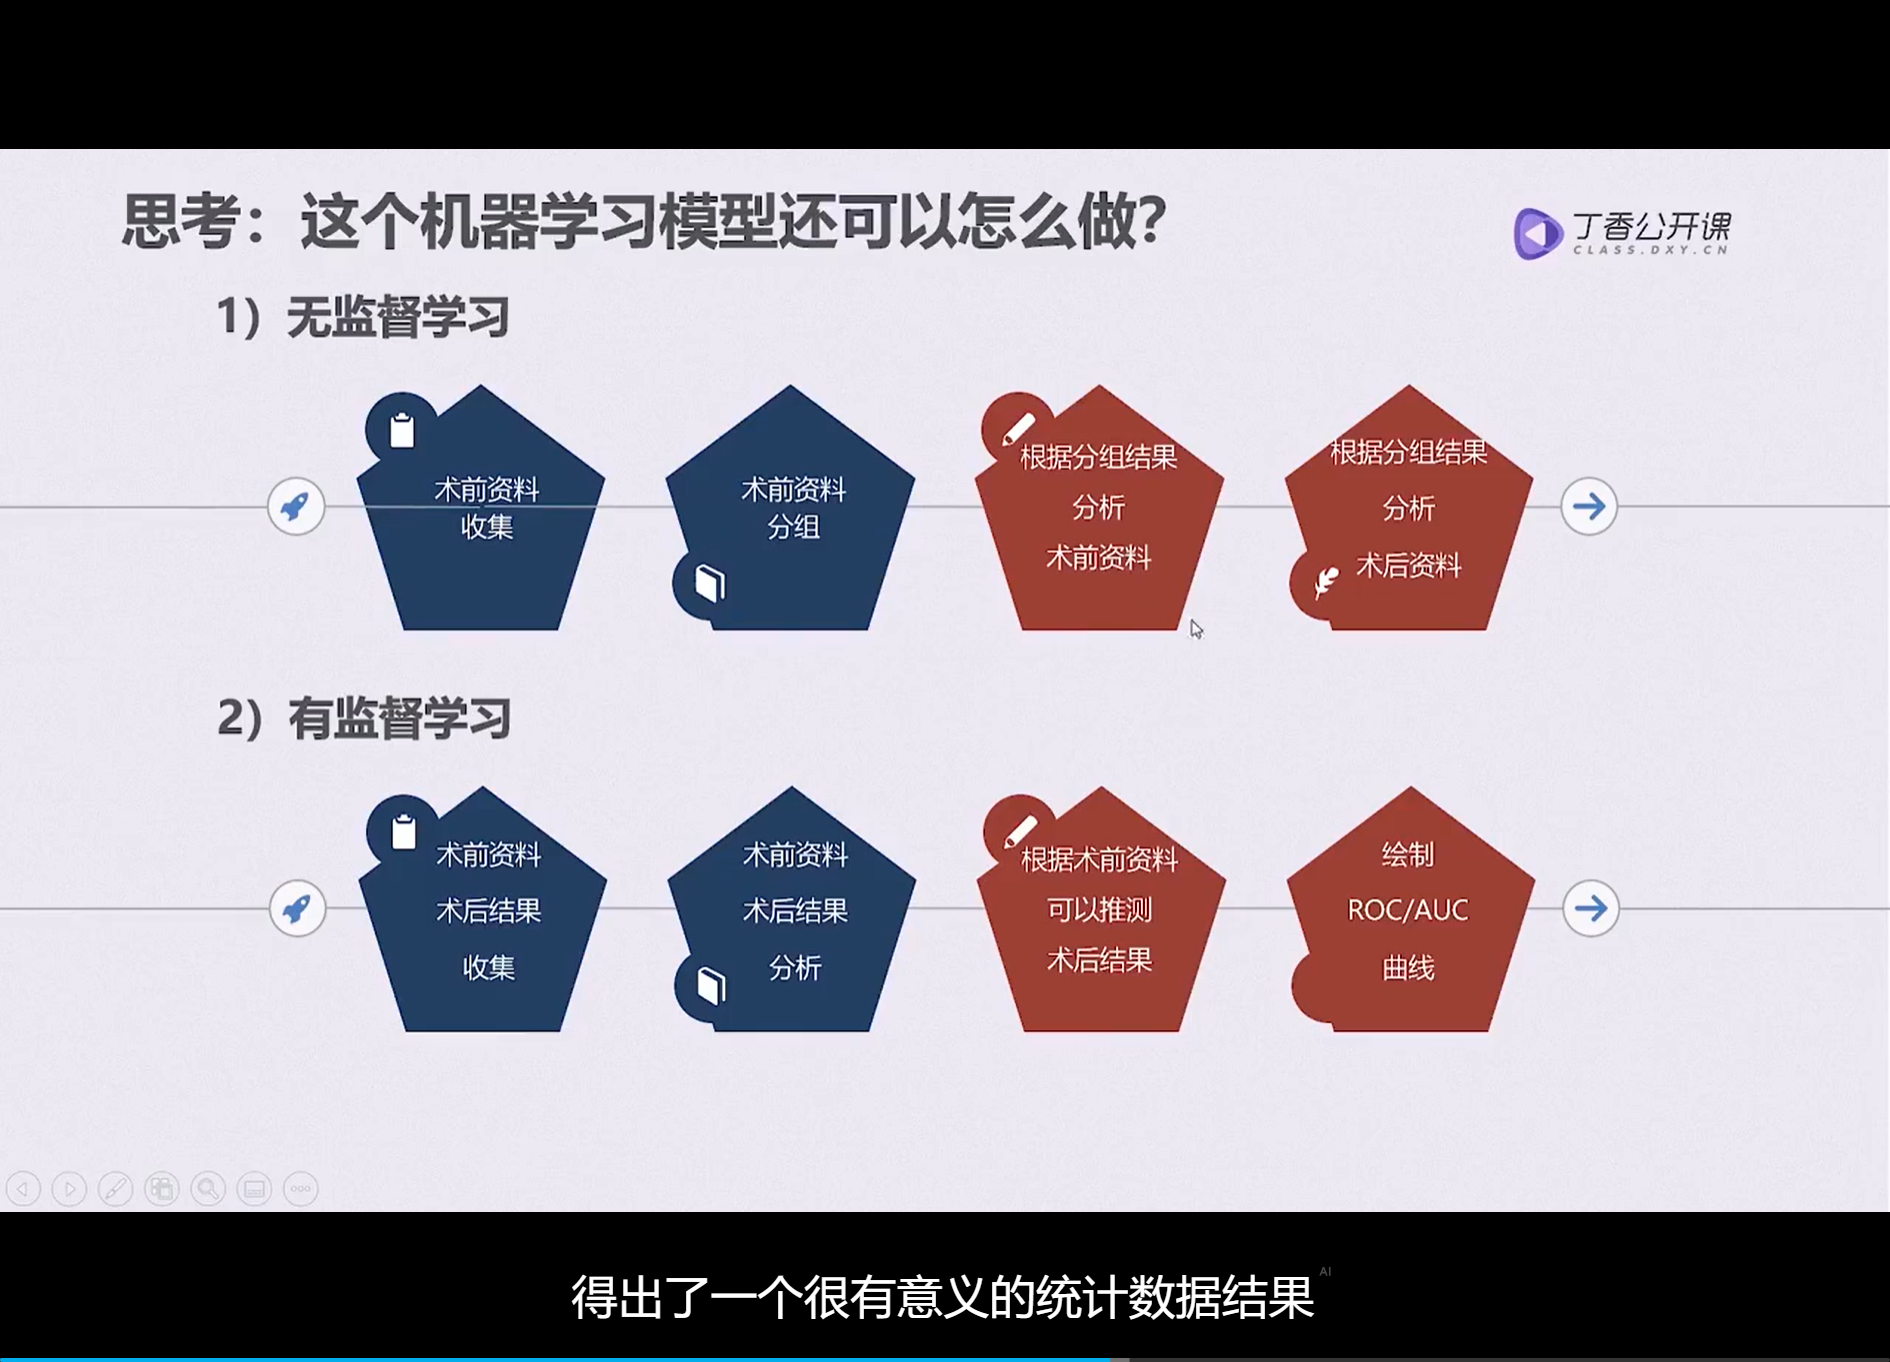 思考：这个机器学习模型还可以怎么做？
丁香公开课
CLASS.DXY.CN
1）无监督学习
术前资料
收集
术前资料
分组
根据分组结果
分析
术前资料
根据分组结果
分析
术后资料
2）有监督学习
术前资料
术后结果
收集
术前资料
术后结果
分析
根据术前资料
可以推测
术后结果
绘制
ROC/AUC
曲线
得出了一个很有意义的统计数据结果
AI